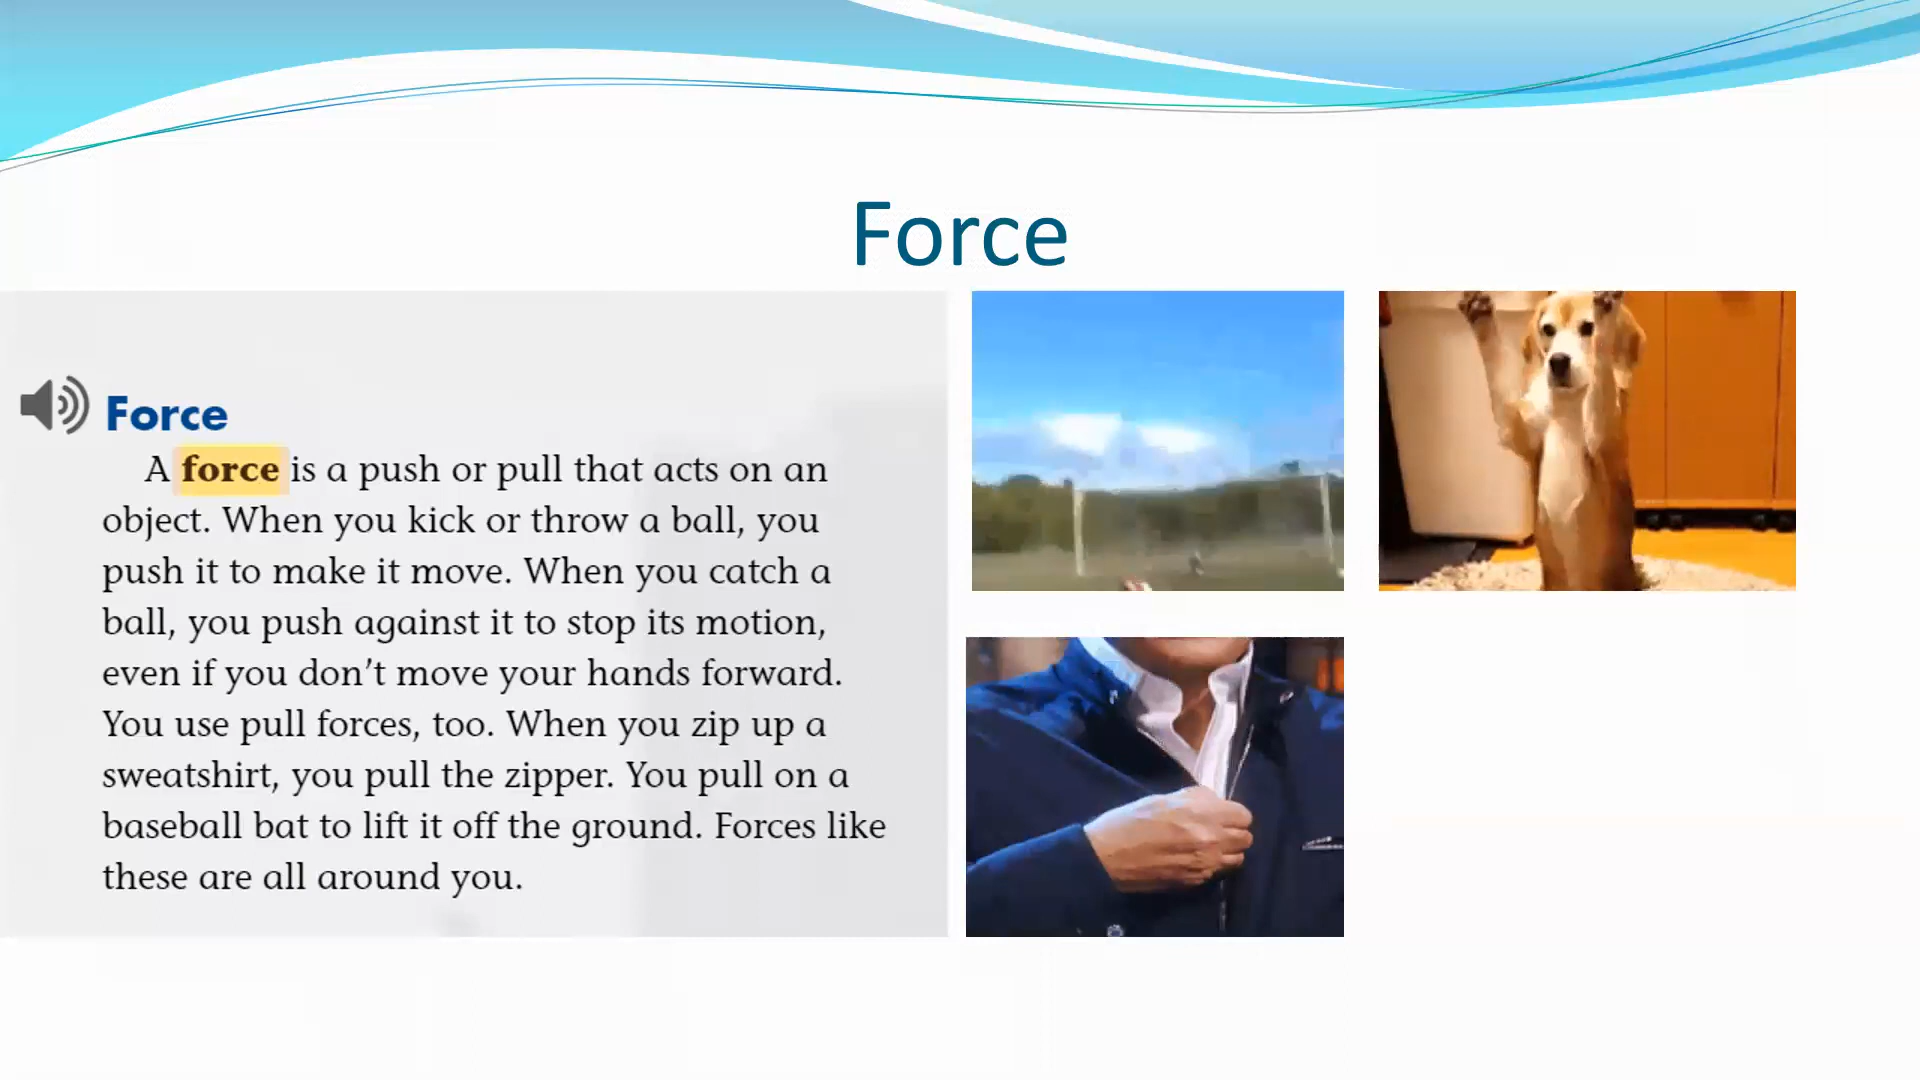 Force
Force
A force is a push or pull that acts on an
object. When you kick or throw a ball, you
push it to make it move. When you catch a
ball, you push against it to stop its motion,
even if you don’t move your hands forward.
You use pull forces, too. When you zip up a
sweatshirt, you pull the zipper. You pull on a
baseball bat to lift it off the ground. Forces like
these are all around you.